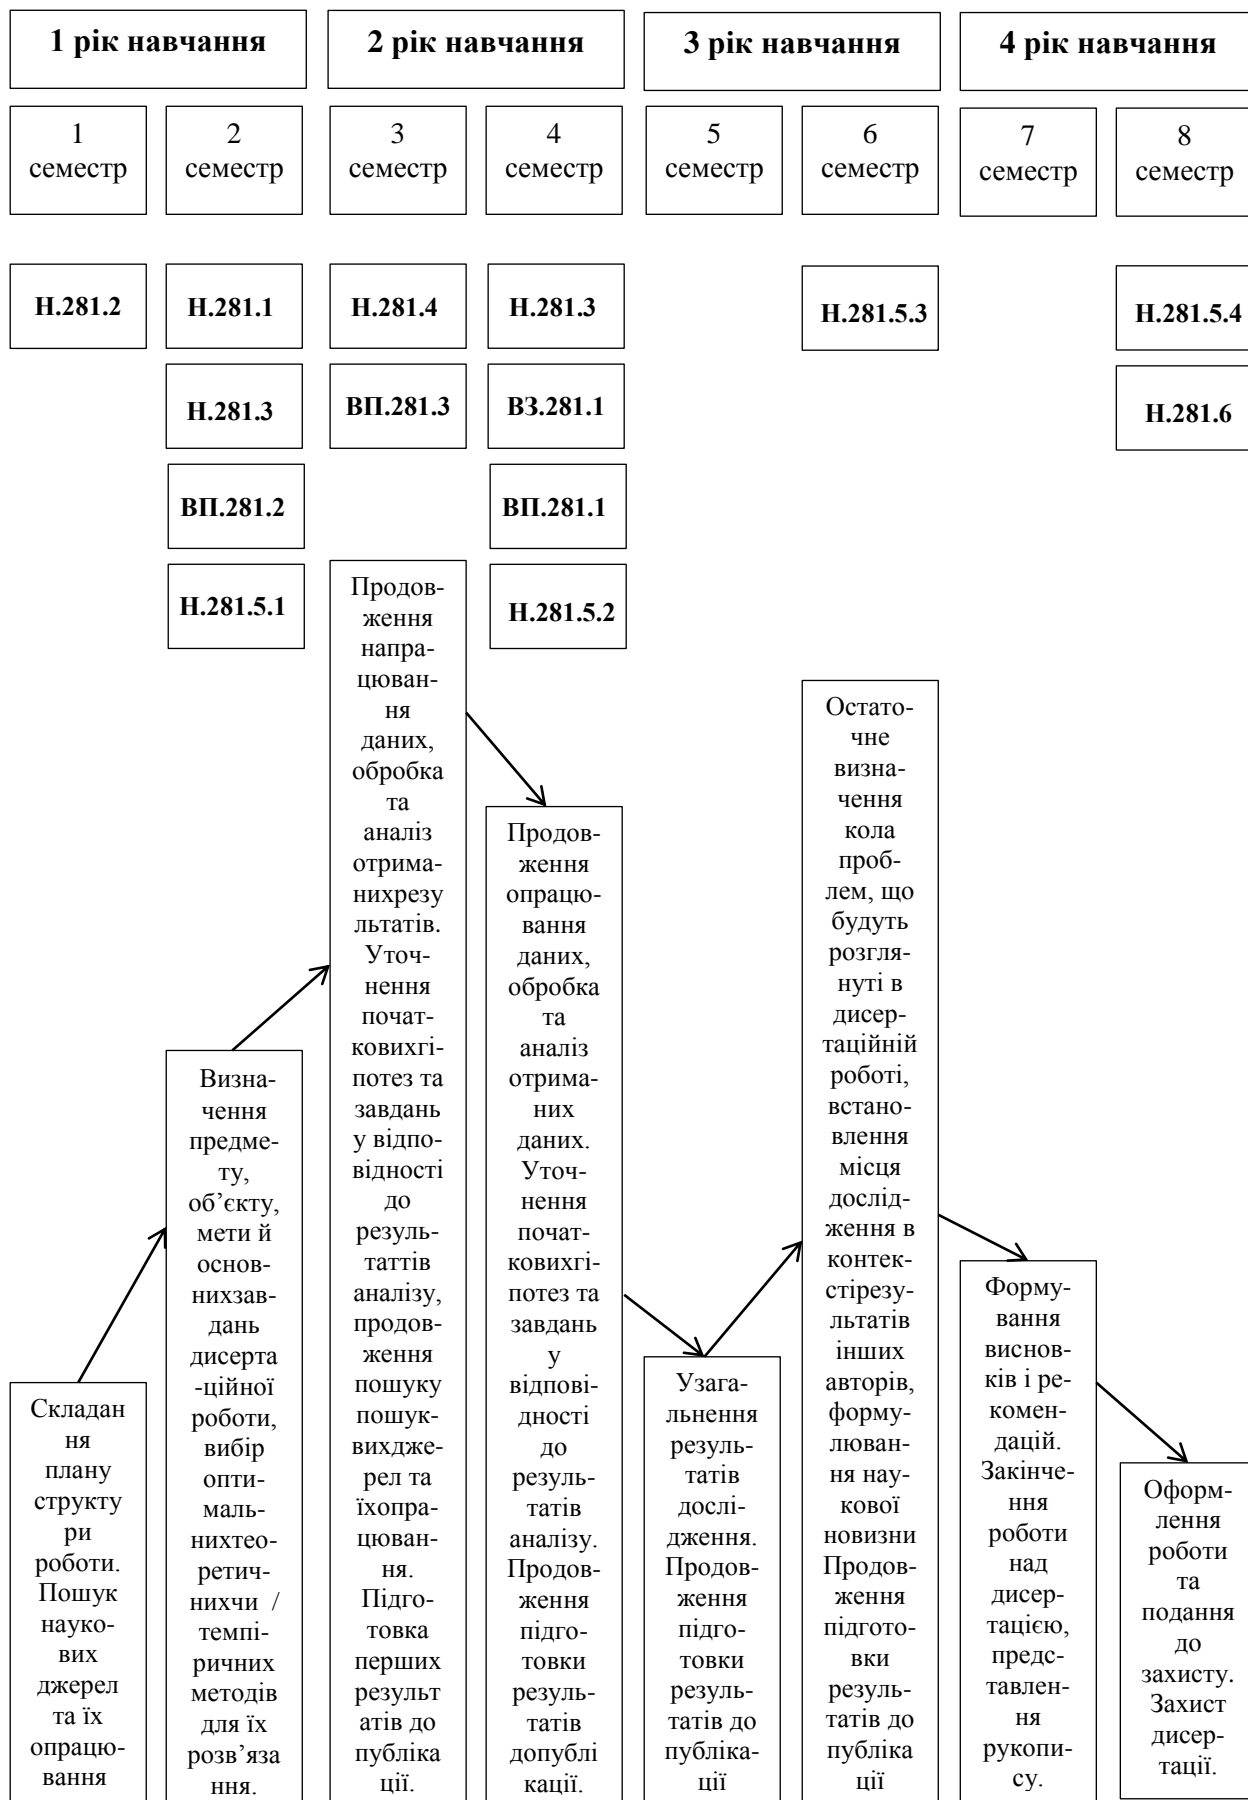 1 рік навчання
2 рік навчання
3 рік навчання
4 рік навчання
1
семестр
2
семестр
3
семестр
4
семестр
5
семестр
6
семестр
7
семестр
8
семестр
Н.281.2
Н.281.1
Н.281.4
Н.281.3
Н.281.5.3
Н.281.5.4
Н.281.3
ВП.281.3
ВЗ.281.1
Н.281.6
ВП.281.2
ВП.281.1
Н.281.5.1
Н.281.5.2
Складан
ня
плану
структу
ри
роботи.
Пошук
науко-
вих
джерел
та їх
опрацю-
вання
Визна-
чення
предме-
ту,
об’єкту,
мети й
основ-
нихзав-
дань
дисерта
-ційної
роботи,
вибір
опти-
маль-
нихтео-
ретич-
нихчи /
темпі-
ричних
методів
для їх
розв’яза
ння.
Продов-
ження
напра-
цюван-
ня
даних,
обробка
та
аналіз
отрима-
нихрезу
льтатів.
Уточ-
нення
почат-
ковихгі-
потез та
завдань
у відпо-
відності
до
резуль-
таттів
аналізу,
продов-
ження
пошуку
пошук-
вихдже-
рел та
їхопра-
цюван-
ня.
Підго-
товка
перших
результ
атів до
публіка
ції.
Продов-
ження
опрацю-
вання
даних,
обробка
та
аналіз
отрима-
них
даних.
Уточ-
нення
почат-
ковихгі-
потез та
завдань
у
відпові-
дності
до
резуль-
татів
аналізу.
Продов-
ження
підго-
товки
резуль-
татів
допублі
кації.
Узага-
льнення
резуль-
татів
дослі-
дження.
Продов-
ження
підго-
товки
резуль-
татів до
публіка-
ції
Остато-
чне
визна-
чення
кола
проб-
лем, що
будуть
розгля-
нуті в
дисер-
таційній
роботі,
встано-
влення
місця
дослід-
ження в
контек-
стірезу-
льтатів
інших
авторів,
форму-
люван-
ня нау-
кової
новизни
Продов-
ження
підгото-
вки
резуль-
татів до
публіка
ції
Форму-
вання
виснов-
ків і ре-
комен-
дацій.
Закінче-
ння
роботи
над
дисер-
тацією,
предс-
тавлен-
ня
рукопи-
су.
Оформ-
лення
роботи
та
подання
до
захисту.
Захист
дисер-
тації.